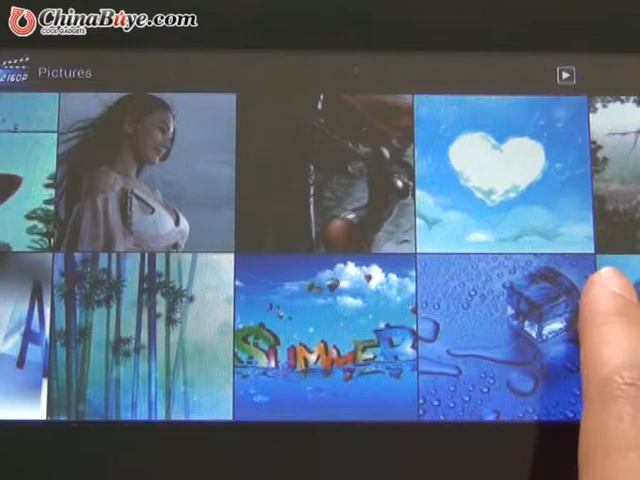 ChinaBuye.com
COOL GADGETS
2160P
Pictures
SUMMER
A